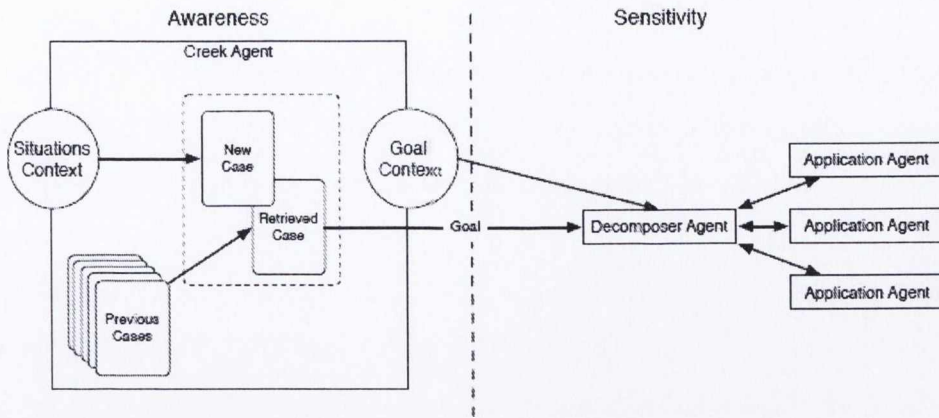 Awareness
Sensitivity
Creek Agent
Situations
Context
New
Case
Retrieved
Case
Previous
Cases
Goal
Contexct
Goal
Decomposer Agent
Application Agent
Application Agent
Application Agent